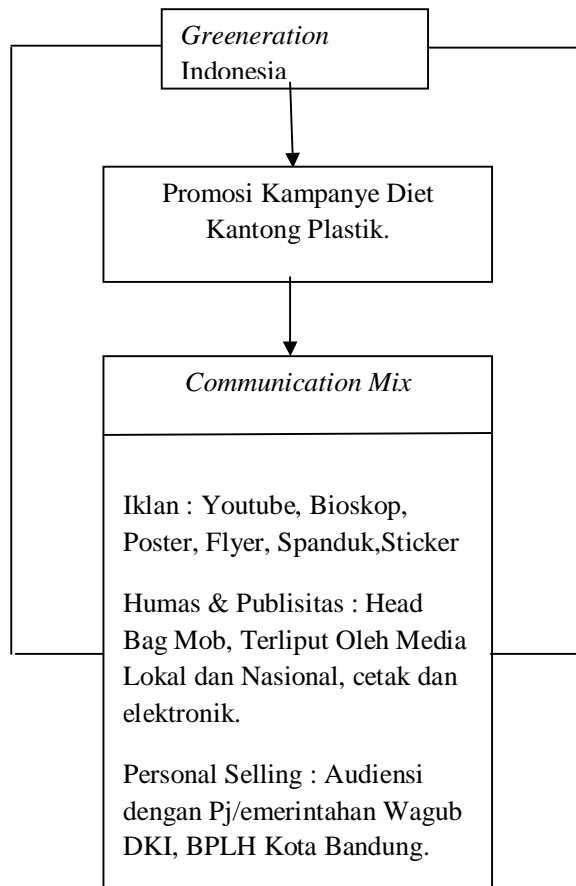 Greeneration
Indonesia
Promosi Kampanye Diet
Kantong Plastik.
Communication Mix
Iklan : Youtube, Bioskop,
Poster, Flyer, Spanduk,Sticker
Humas & Publisitas : Head
Bag Mob, Terliput Oleh Media
Lokal dan Nasional, cetak dan
elektronik.
Personal Selling : Audiensi
dengan Pj/emerintahan Wagub
DKI, BPLH Kota Bandung.